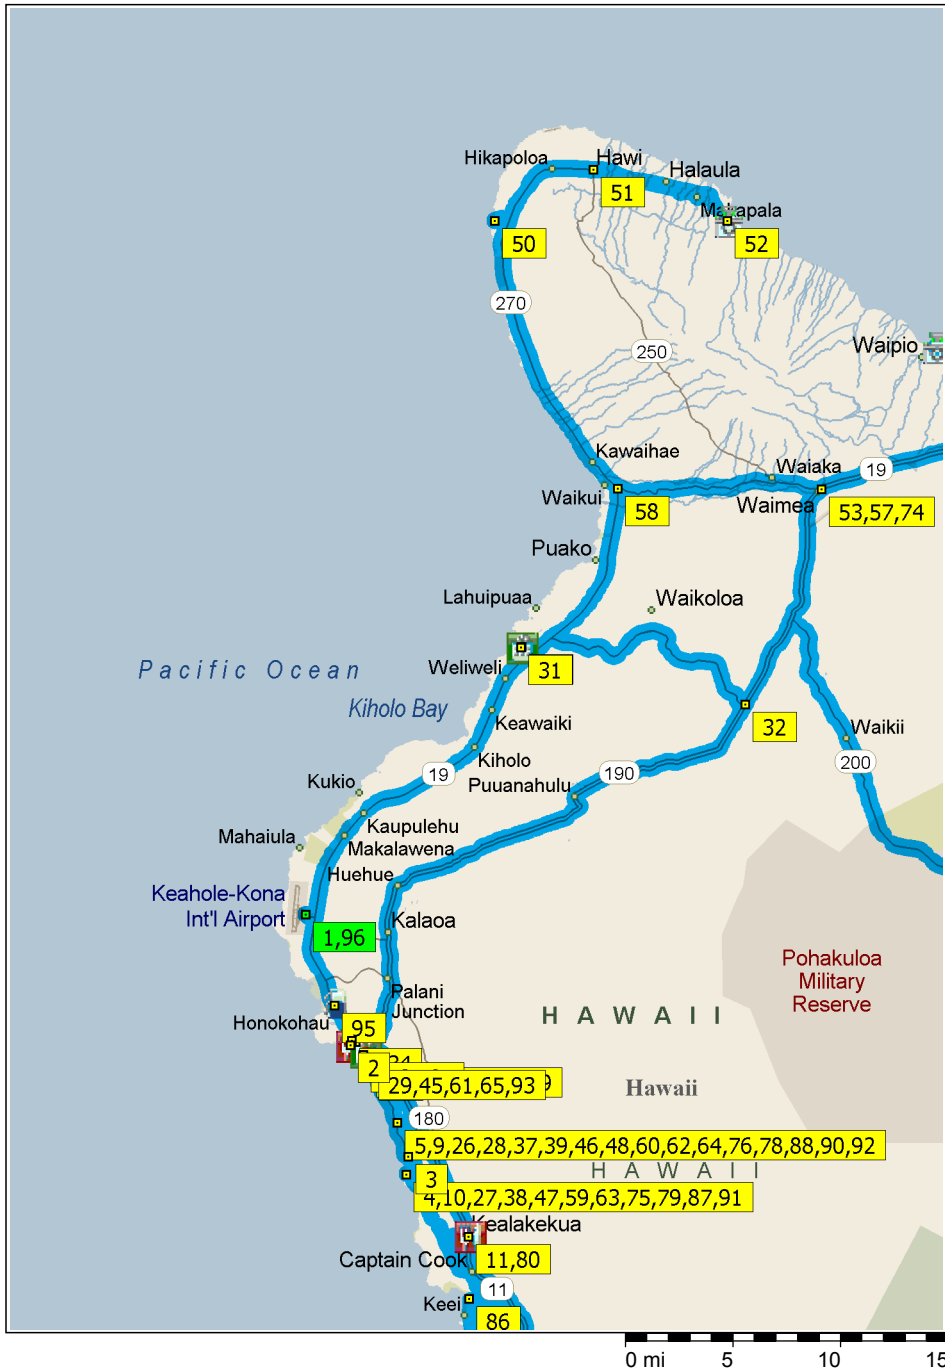 Hikapoloa
Hawi
Halaula
51
Makapala
50
52
270
250
Waipio
Kawaihae
Waiaka
19
Waikui
Waimea
58
53,57,74
Puako
Lahuipuaa
Waikoloa
Pacific Ocean
Weliweli
31
Kiholo Bay
Keawaiki
32
Waikii
Kiholo
200
19
190
Kukio
Puuanahulu
Kaupulehu
Mahaiula
Makalawena
Huehue
Keahole-Kona
Int'l Airport
Kalaoa
1,96
Pohakuloa
Military
Reserve
Palani
Junction
Honokohau
95
HAWAII
2
29,45,61,65,93
Hawaii
180
5,9,26,28,37,39,46,48,60,62,64,76,78,88,90,92
HAWAII
3
4,10,27,38,47,59,63,75,79,87,91
Kealakekua
Captain Cook
11,80
11
Keei
86
0 mi
5
10
15